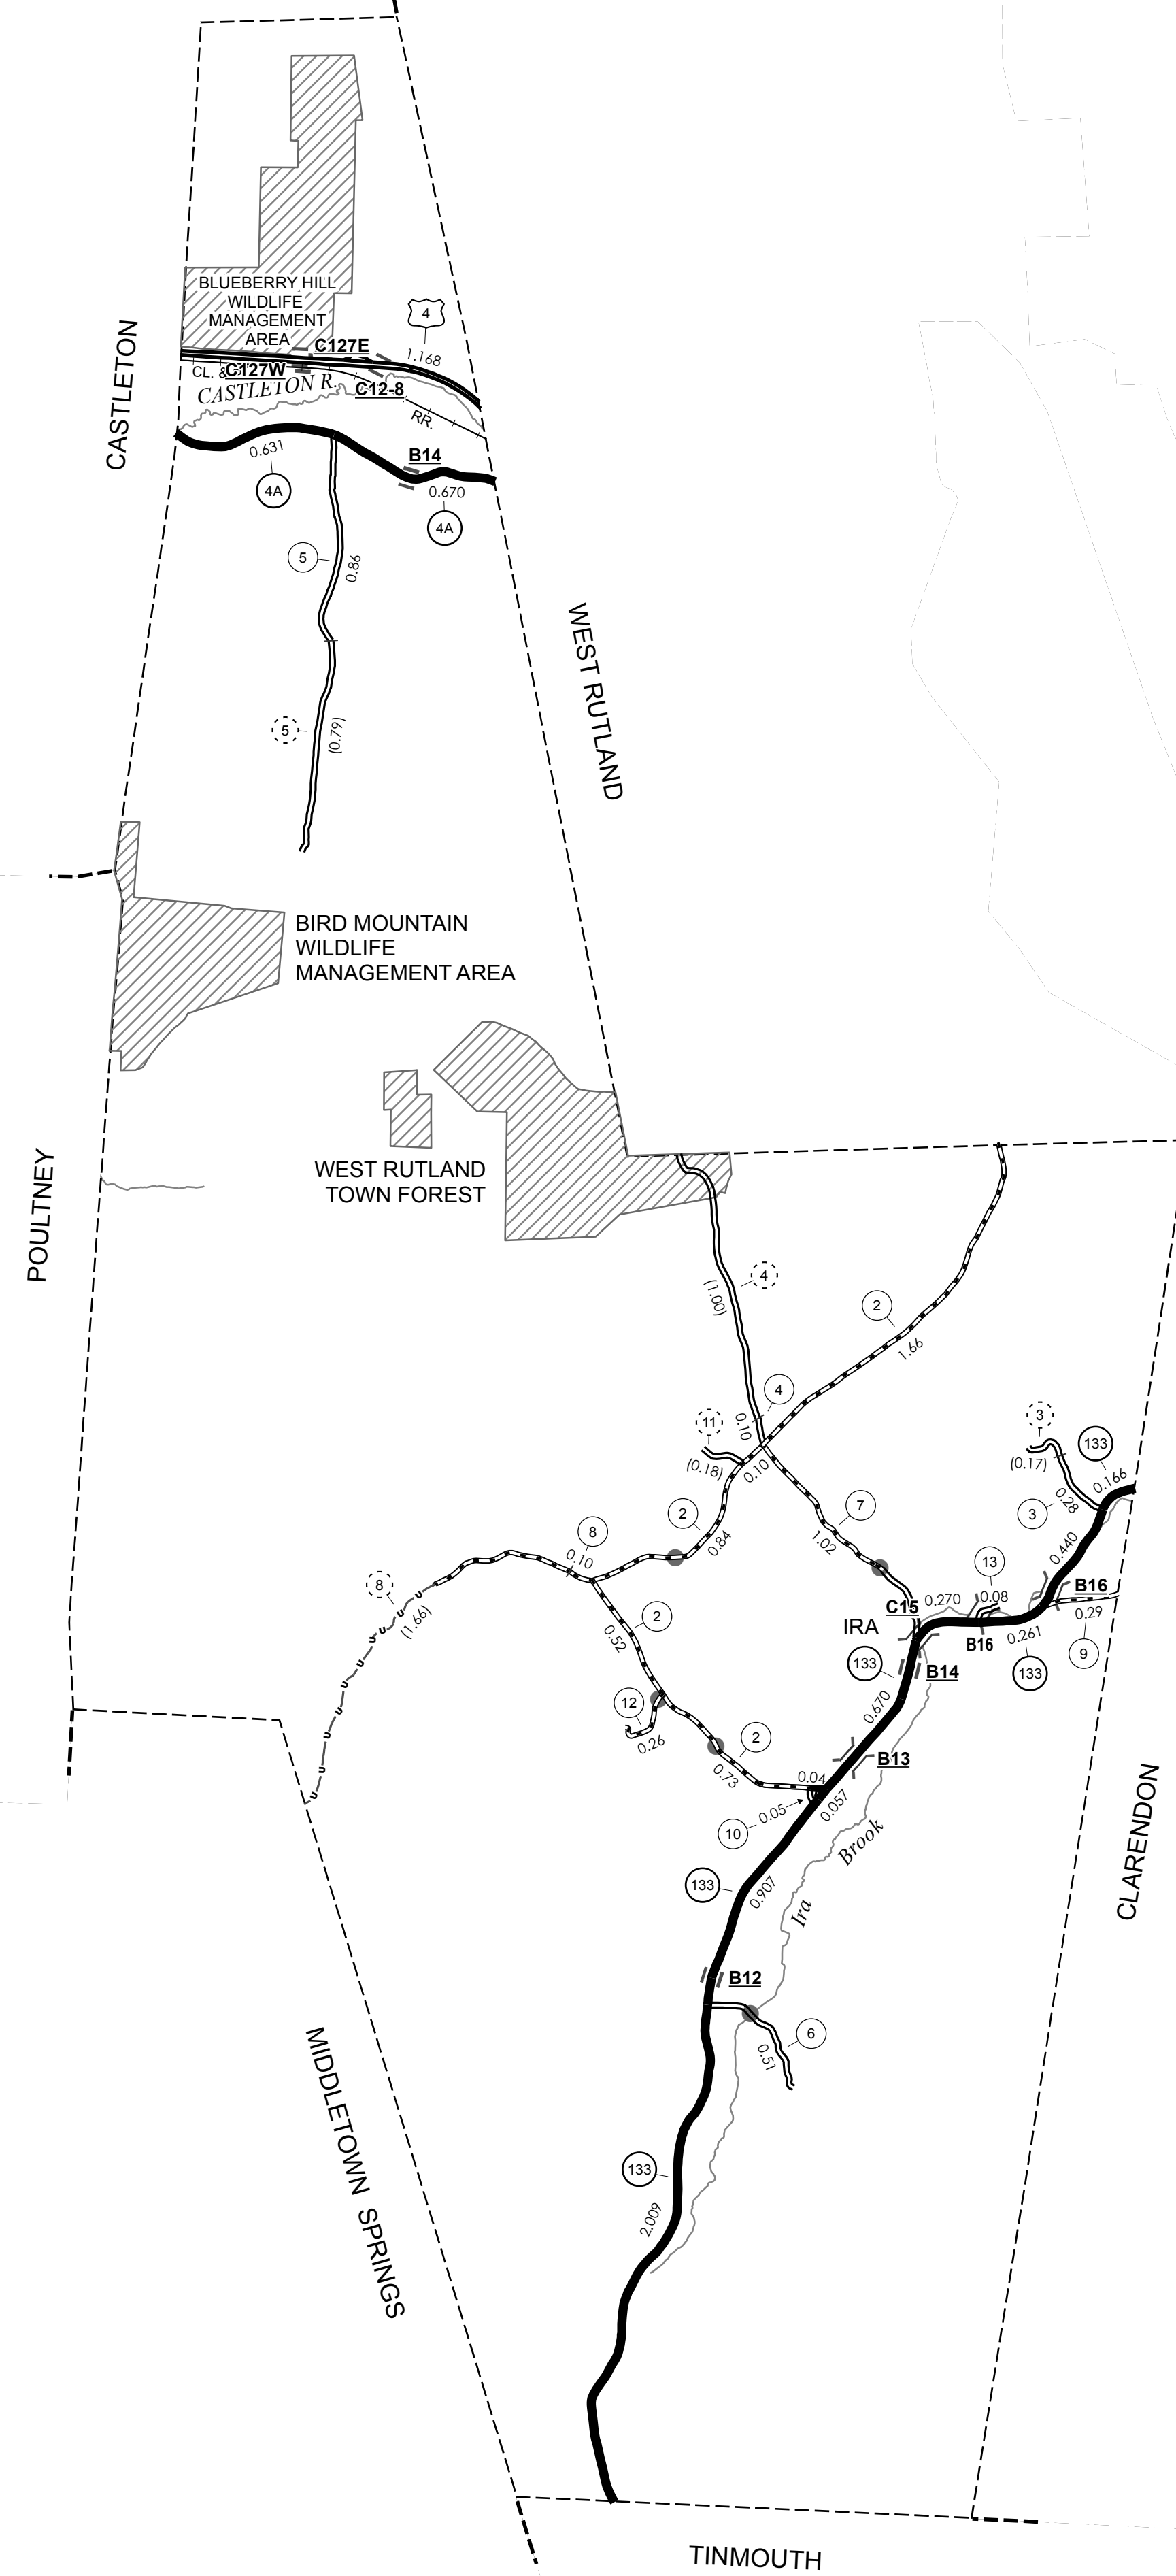 BLUEBERRY HILL
WILDLIFE
MANAGEMENT
AREA
4
1.168
C127E
CL. &
C127W
CASTLETON R.
C12-8
RR.
CASTLETON
0.631
4A
B14
0.670
4A
5
0.86
5
(0.79)
WEST RUTLAND
BIRD MOUNTAIN
WILDLIFE
MANAGEMENT AREA
WEST RUTLAND
TOWN FOREST
POULTNEY
4
(1.00)
2
1.66
4
0.10
11
(0.18)
0.10
3
(0.17)
133
0.166
0.28
3
7
1.02
2
0.84
8
0.10
8
(1.66)
0.440
13
0.08
B16
0.29
9
C15
0.270
IRA
B16
0.261
133
133
B14
2
0.52
12
0.26
0.670
2
0.73
B13
0.04
0.05
10
0.057
Ira Brook
133
0.907
CLARENDON
B12
6
0.51
MIDDLETOWN SPRINGS
133
2.009
TINMOUTH